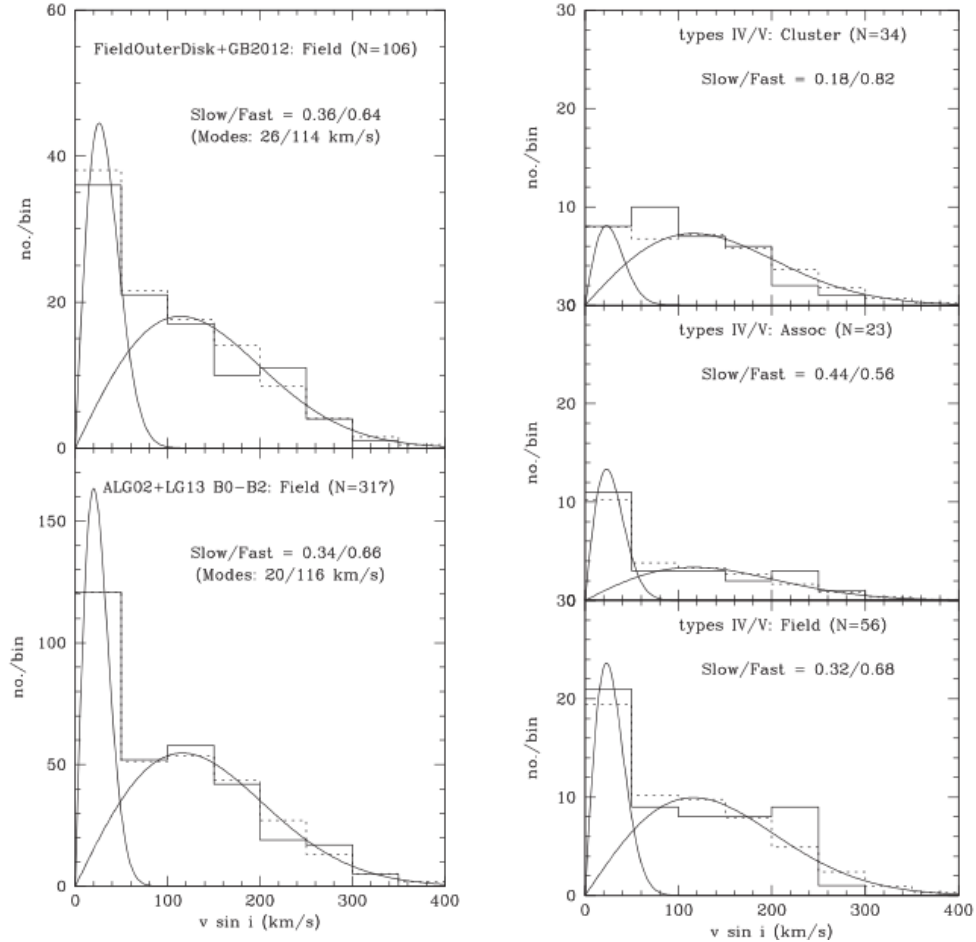 60
FieldOuterDisk+GB2012: Field (N=106)
Slow/Fast = 0.36/0.64
(Modes: 26/114 km/s)
40
no./bin
20
0
ALG02+LG13 B0-B2: Field (N=317)
150
Slow/Fast = 0.34/0.66
(Modes: 20/116 km/s)
100
no./bin
50
0
0 100 200 300 400
v sin i (km/s)
30
types IV/V: Cluster (N=34)
Slow/Fast = 0.18/0.82
20
no./bin
10
30
types IV/V: Assoc (N=23)
Slow/Fast = 0.44/0.56
20
no./bin
10
30
types IV/V: Field (N=56)
Slow/Fast = 0.32/0.68
20
no./bin
10
0
0 100 200 300 400
v sin i (km/s)